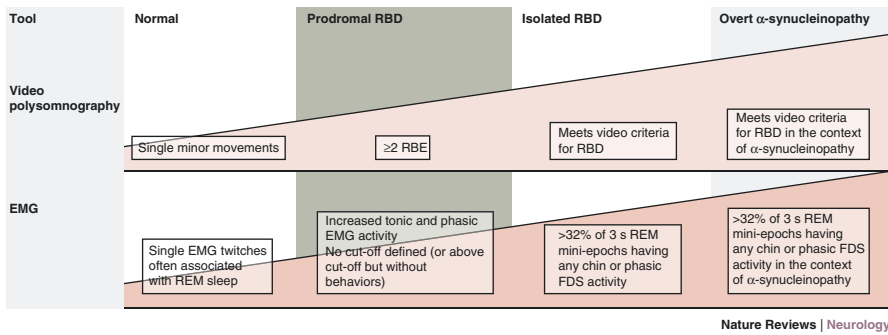 Tool Normal Prodromal RBD Isolated RBD Overt α-synucleinopathy
Video
polysomnography
Single minor movements
≥2 RBE
Meets video criteria
for RBD
Meets video criteria
for RBD in the context
of α-synucleinopathy
EMG
Single EMG twitches
often associated
with REM sleep
Increased tonic and phasic
EMG activity
No cut-off defined (or above
cut-off but without
behaviors)
>32% of 3 s REM
mini-epochs having
any chin or phasic
FDS activity
>32% of 3 s REM
mini-epochs having
any chin or phasic FDS
activity in the context
of α-synucleinopathy
Nature Reviews | Neurology